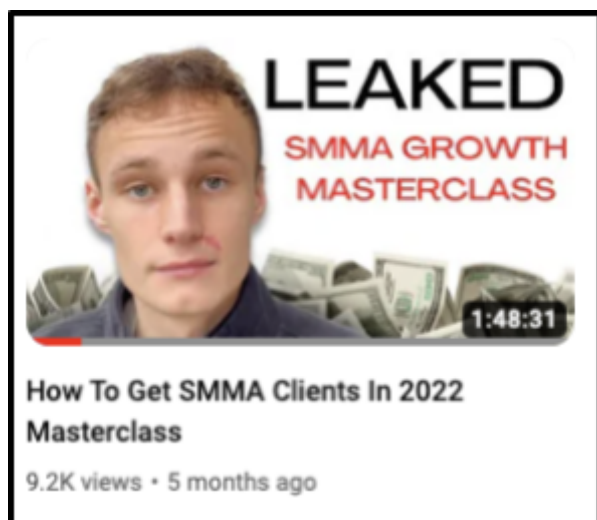 LEAKED
SMMA GROWTH
MASTERCLASS
1:48:31
How To Get SMMA Clients In 2022
Masterclass
9.2K views • 5 months ago